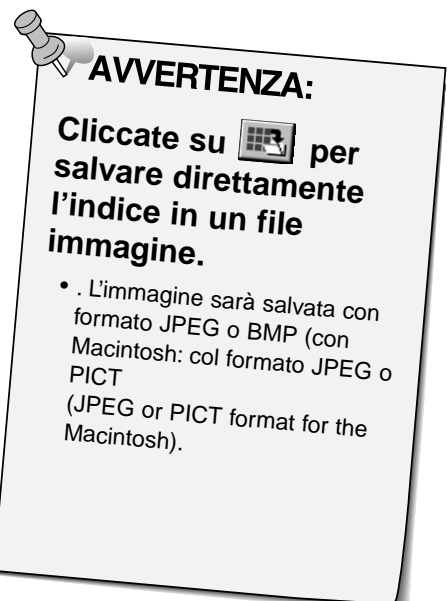 AVVERTENZA:
Cliccate su per
salvare direttamente
l'indice in un file
immagine.
• . L'immagine sarà salvata con
formato JPEG o BMP (con
Macintosh: col formato JPEG o
PICT
(JPEG or PICT format for the
Macintosh).